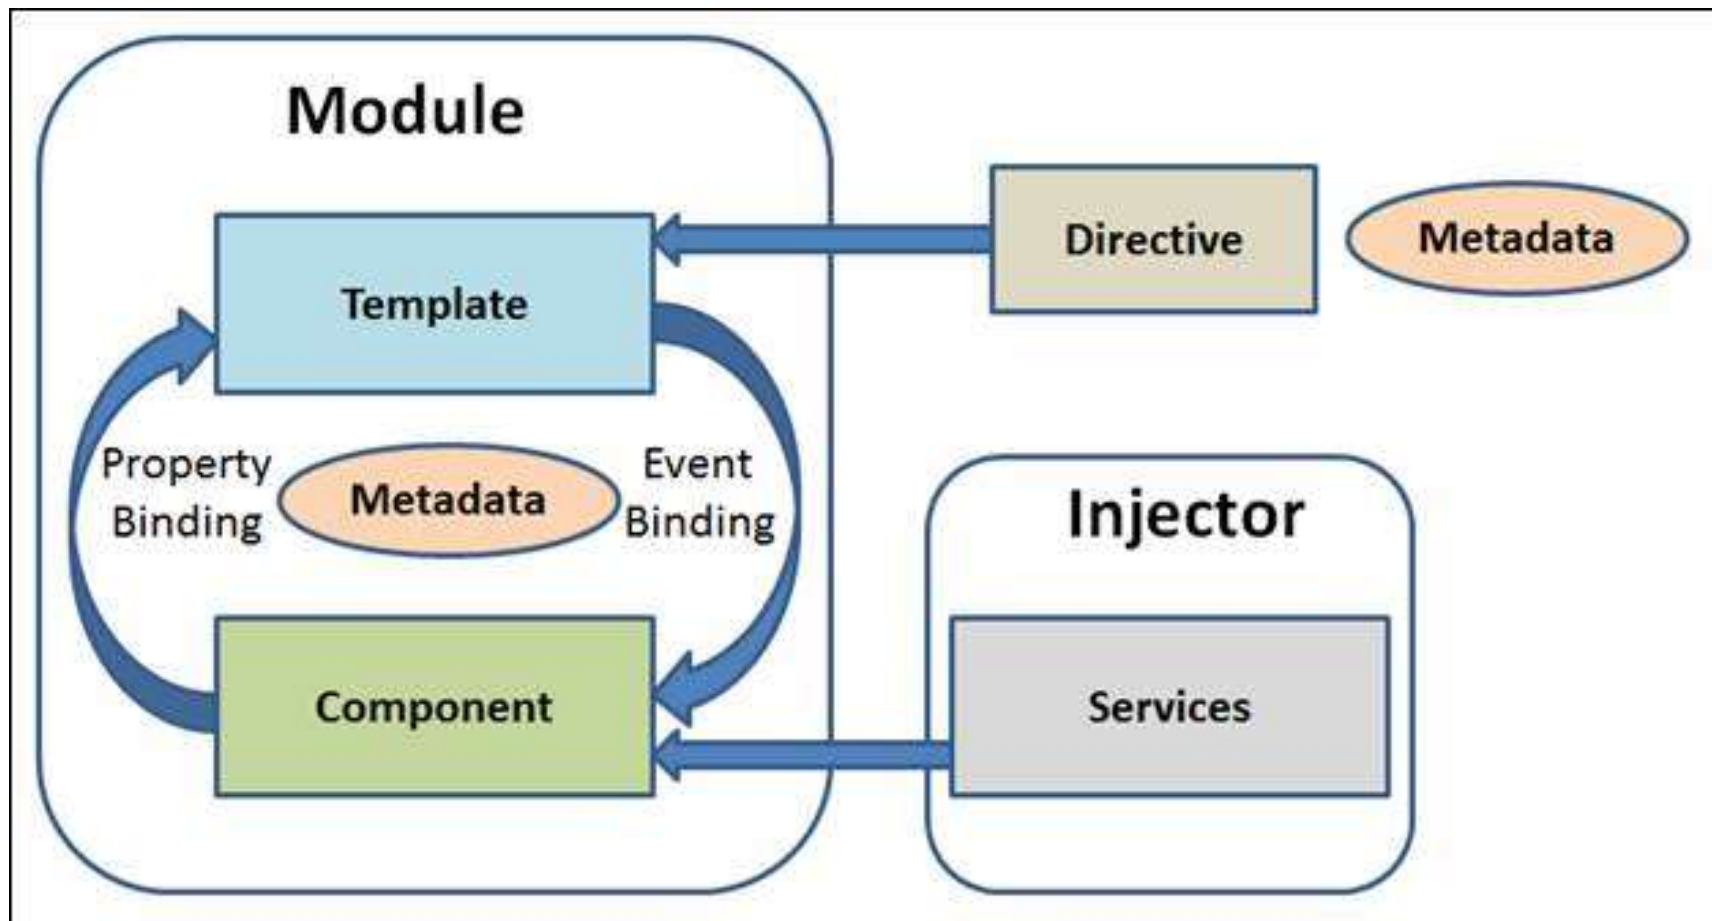 Module
Template
Directive
Metadata
Property
Binding
Metadata
Event
Binding
Injector
Component
Services